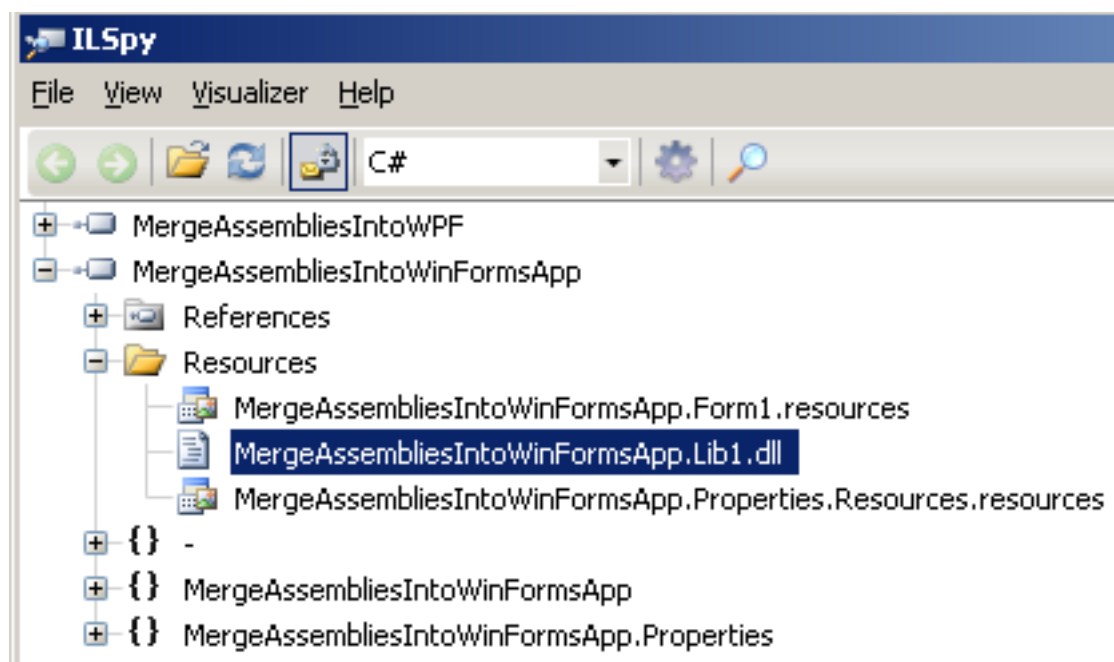 ILSpy
File View Visualizer Help
C#
MergeAssembliesIntoWPF
MergeAssembliesIntoWinFormsApp
References
Resources
MergeAssembliesIntoWinFormsApp.Form1.resources
MergeAssembliesIntoWinFormsApp.Lib1.dll
MergeAssembliesIntoWinFormsApp.Properties.Resources.resources
{} -
{} MergeAssembliesIntoWinFormsApp
{} MergeAssembliesIntoWinFormsApp.Properties